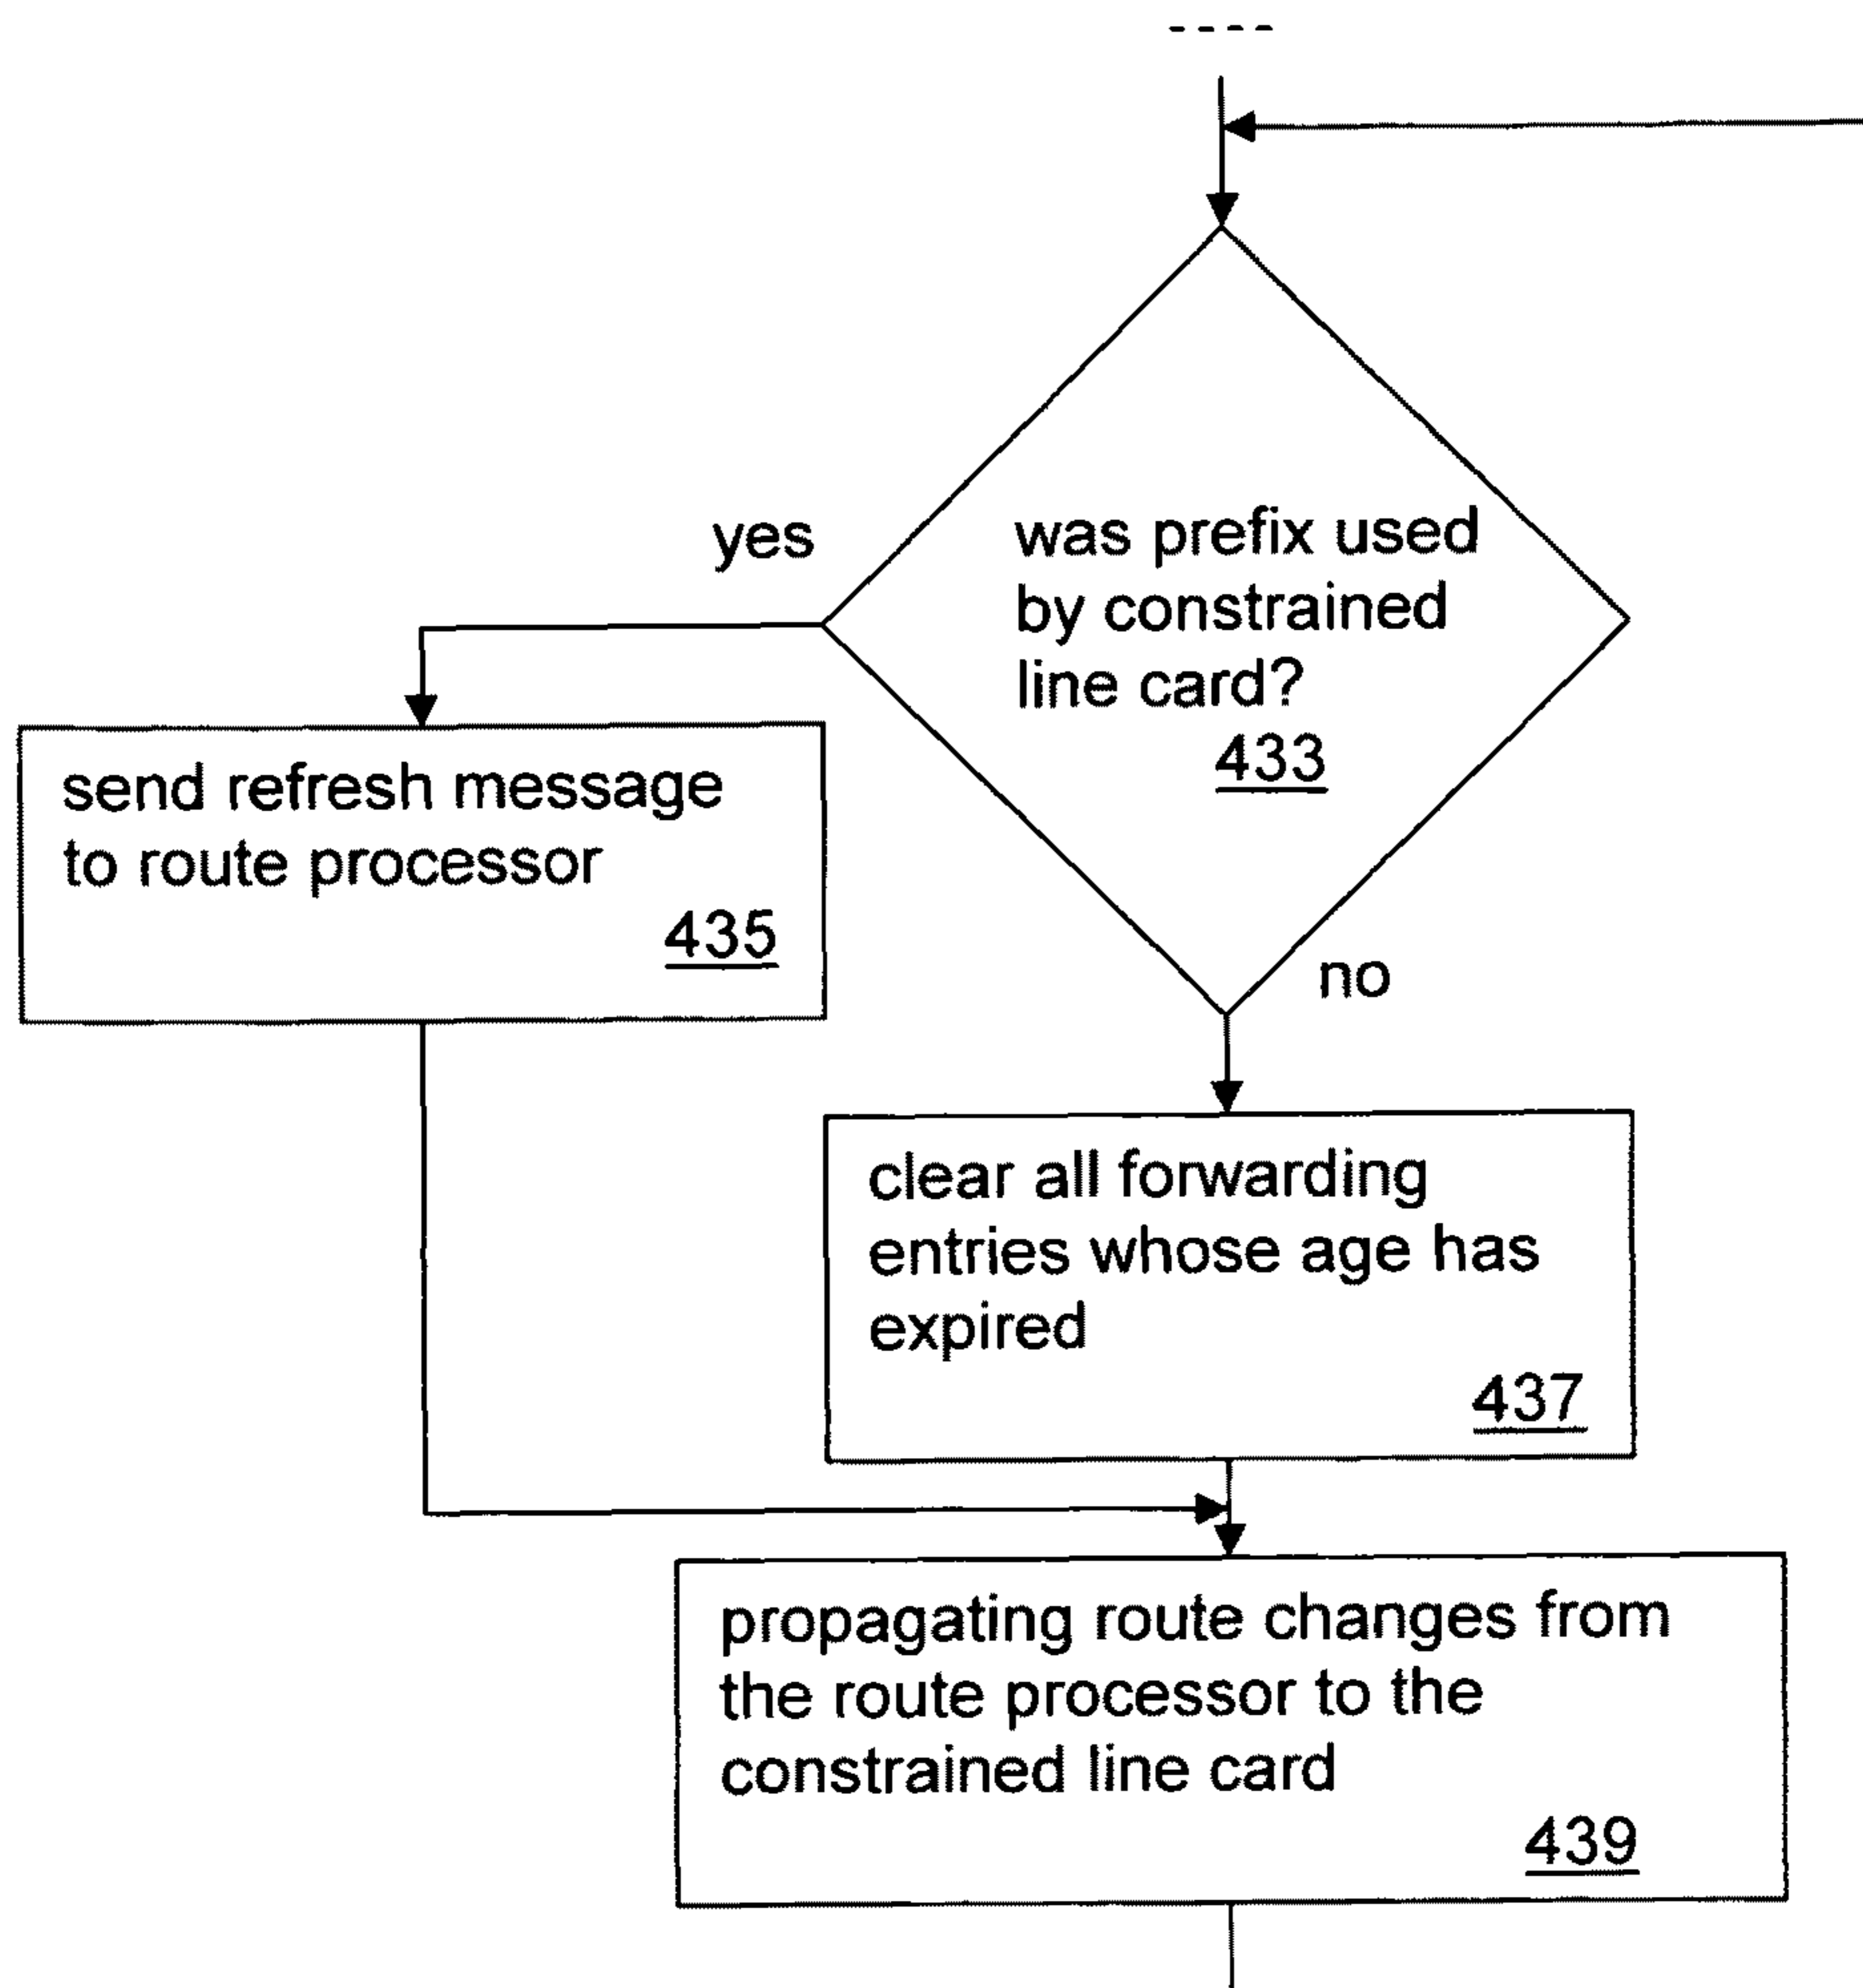 was prefix used
by constrained
line card?
433
yes
send refresh message
to route processor
435
no
clear all forwarding
entries whose age has
expired
437
propagating route changes from
the route processor to the
constrained line card
439